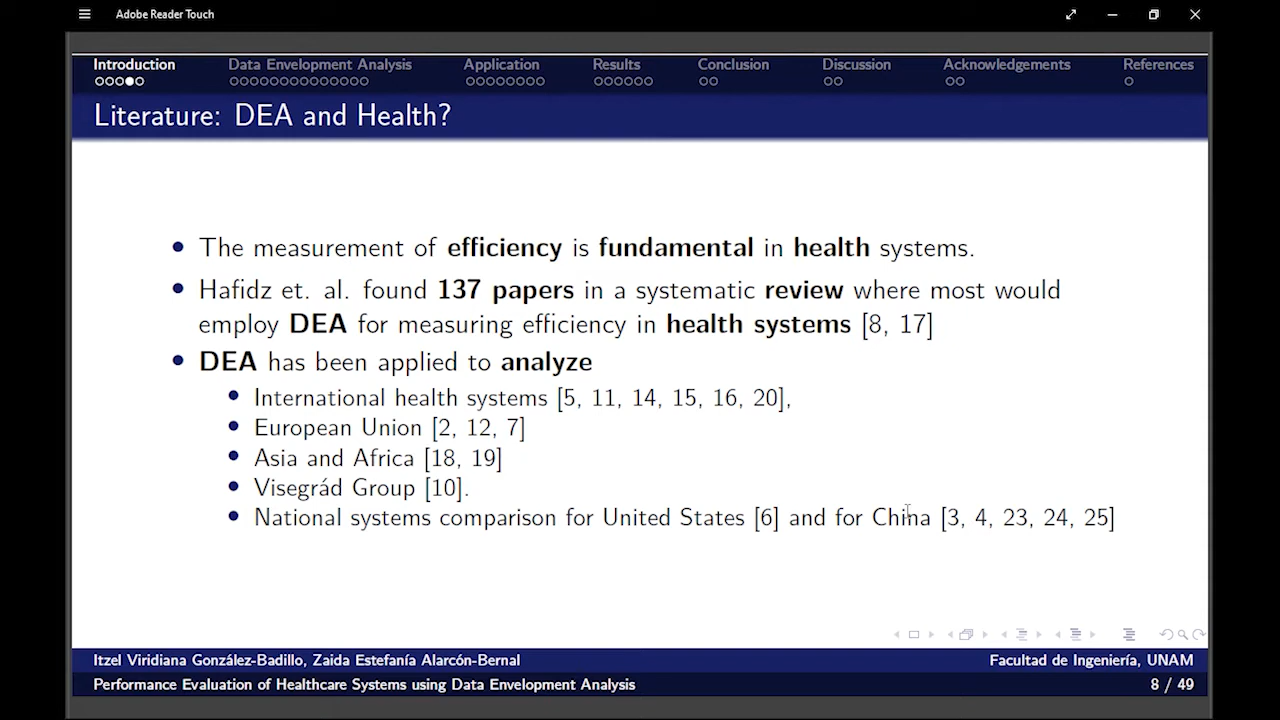 Adobe Reader Touch
Introduction Data Envelopment Analysis Application Results Conclusion Discussion Acknowledgements References
Literature: DEA and Health?
The measurement of efficiency is fundamental in health systems.
Hafidz et. al. found 137 papers in a systematic review where most would
employ DEA for measuring efficiency in health systems [8, 17]
DEA has been applied to analyze
International health systems [5, 11, 14, 15, 16, 20],
European Union [2, 12, 7]
Asia and Africa [18, 19]
Visegrád Group [10].
National systems comparison for United States [6] and for China [3, 4, 23, 24, 25]
Itzel Viridiana González-Badillo, Zaida Estefanía Alarcón-Bernal Facultad de Ingeniería, UNAM
Performance Evaluation of Healthcare Systems using Data Envelopment Analysis 8 / 49